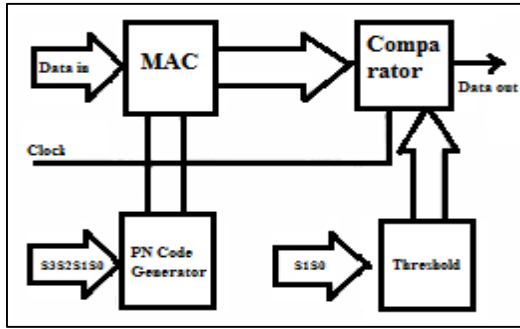 MAC
Compa
rator
Data in
Data out
Clock
S3S2S1S0
PN Code
Generator
S1S0
Threshold